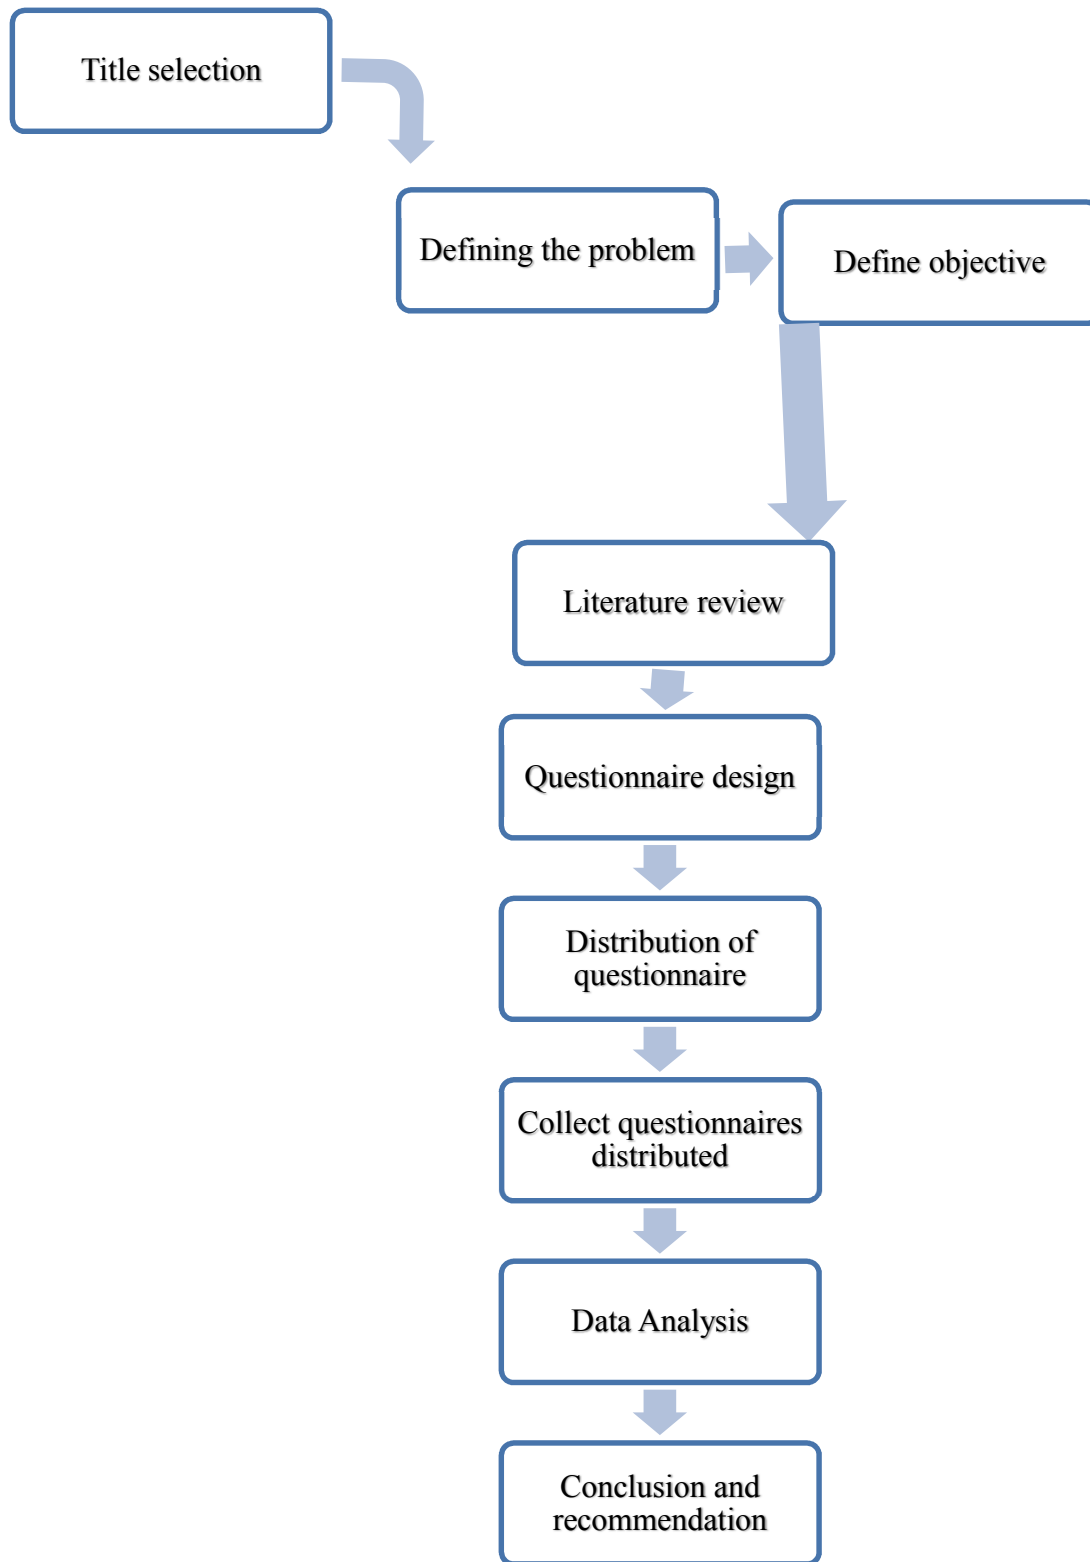 Title selection
Defining the problem
Define objective
Literature review
Questionnaire design
Distribution of
questionnaire
Collect questionnaires
distributed
Data Analysis
Conclusion and
recommendation